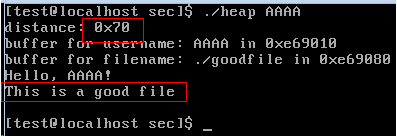 [test@localhost sec]$ ./heap AAAA
distance: 0x70
buffer for username: AAAA in 0xe69010
buffer for filename: ./goodfile in 0xe69080
Hello, AAAA!
This is a good file

[test@localhost sec]$ _